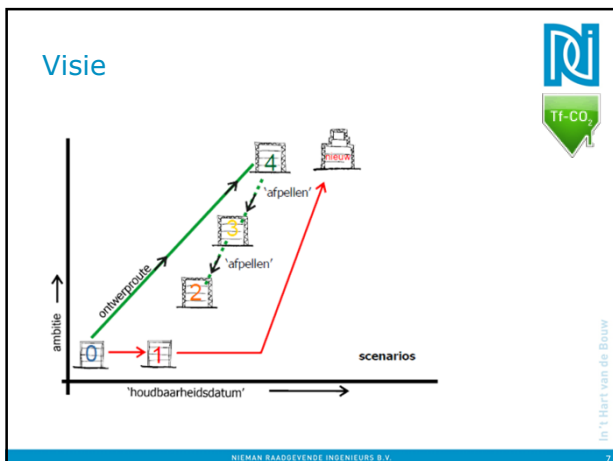 Visie
Tf-CO2
4
nieuw
'afpellen'
3
'afpellen'
2
ontwerproute
ambitie
0
1
scenarios
'houdbaarheidsdatum'
In 't Hart van de Bouw
NIEMAN RAADGEVENDE INGENIEURS B.V.
7